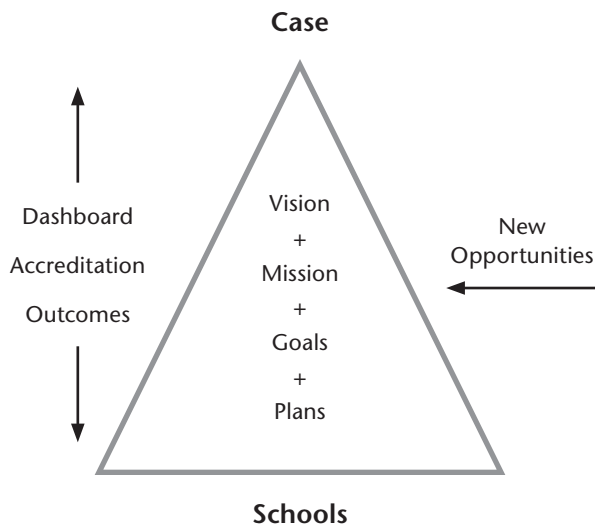 Case
Dashboard
Accreditation
Outcomes
Vision
+
Mission
+
Goals
+
Plans
New
Opportunities
Schools